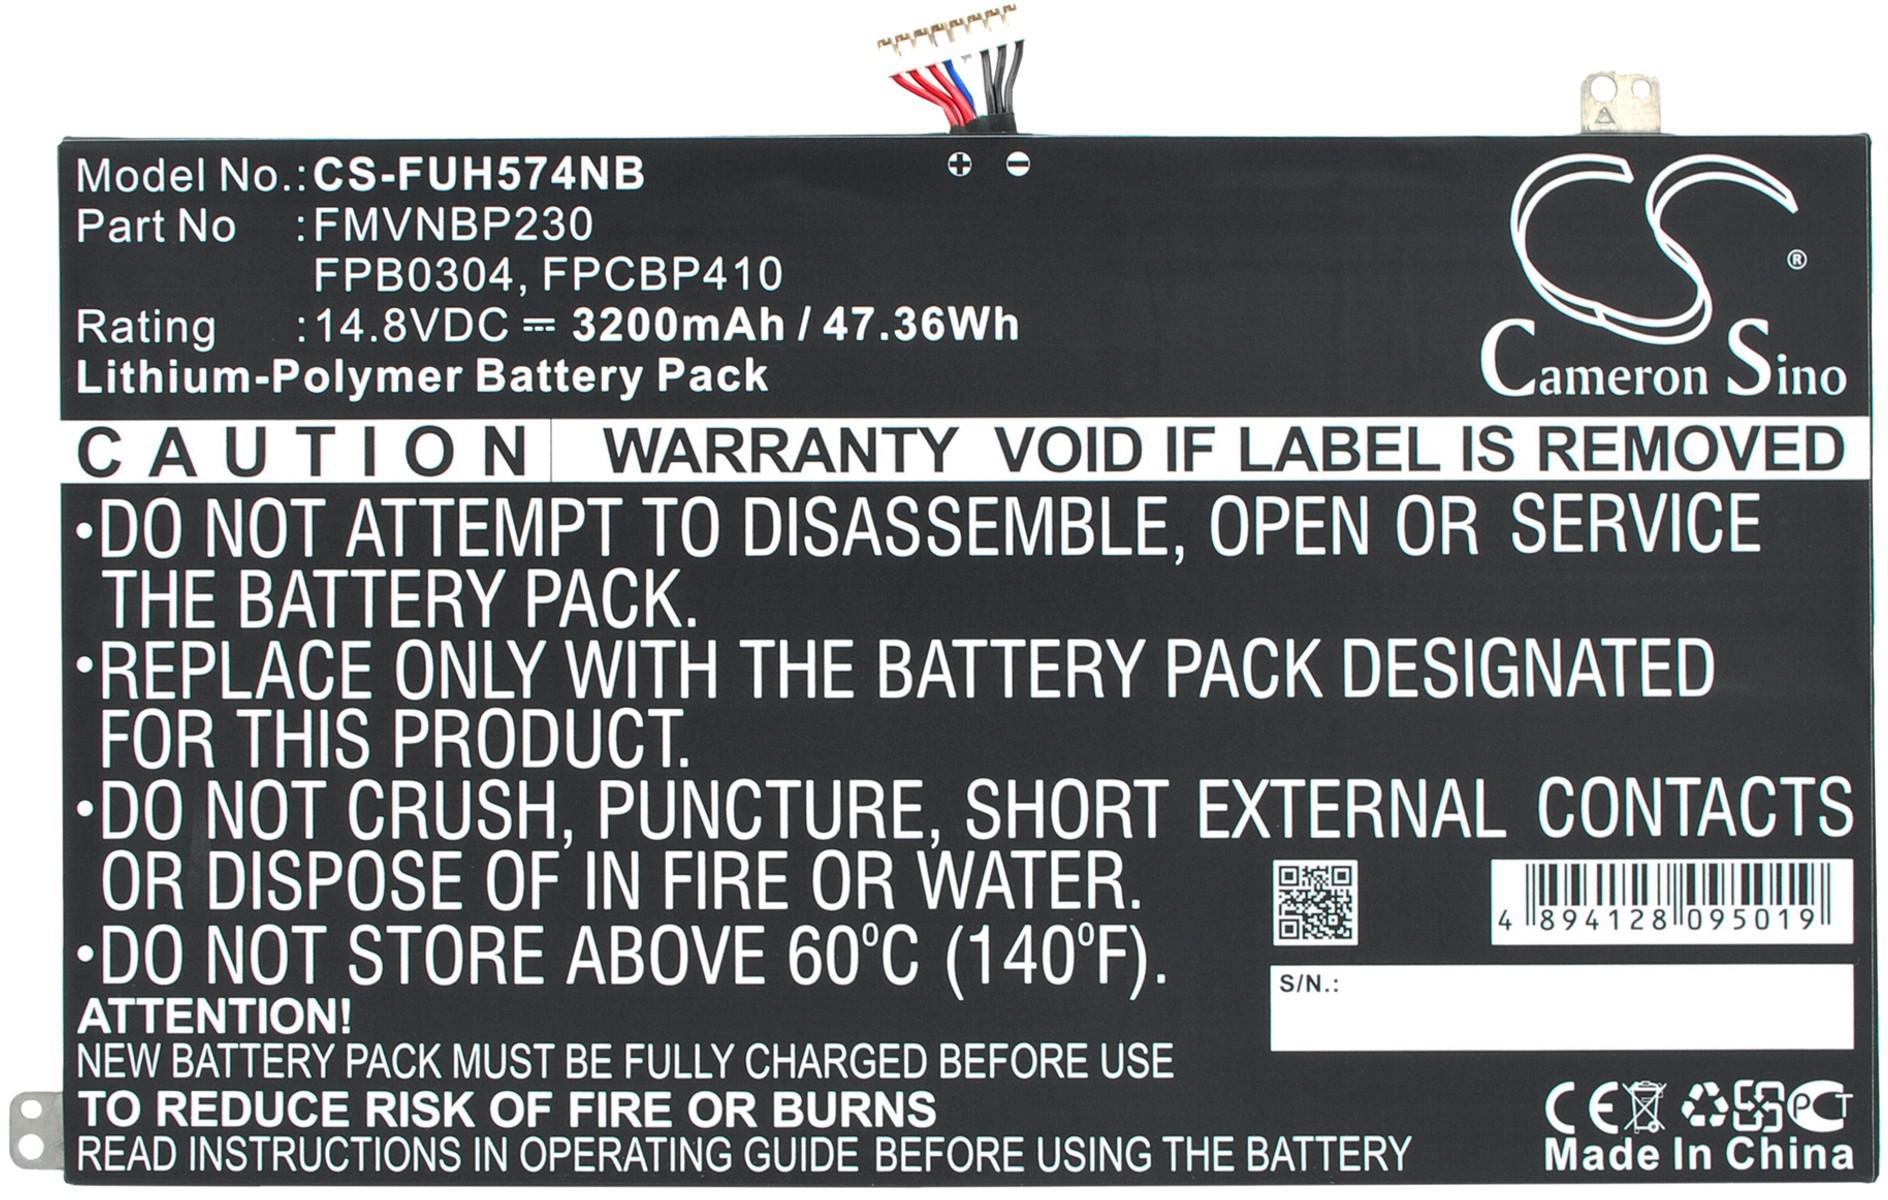 Model No.:CS-FUH574NB
Part No :FMVNBP230
FPB0304, FPCBP410
Rating :14.8VDC ⎓ 3200mAh / 47.36Wh
Lithium-Polymer Battery Pack
CS®
Cameron Sino
CAUTION WARRANTY VOID IF LABEL IS REMOVED
•DO NOT ATTEMPT TO DISASSEMBLE, OPEN OR SERVICE
THE BATTERY PACK.
•REPLACE ONLY WITH THE BATTERY PACK DESIGNATED
FOR THIS PRODUCT.
•DO NOT CRUSH, PUNCTURE, SHORT EXTERNAL CONTACTS
OR DISPOSE OF IN FIRE OR WATER.
•DO NOT STORE ABOVE 60°C (140°F).
4 894128 095019
S/N.:
ATTENTION!
NEW BATTERY PACK MUST BE FULLY CHARGED BEFORE USE
TO REDUCE RISK OF FIRE OR BURNS
READ INSTRUCTIONS IN OPERATING GUIDE BEFORE USING THE BATTERY
CE PCT
Made In China